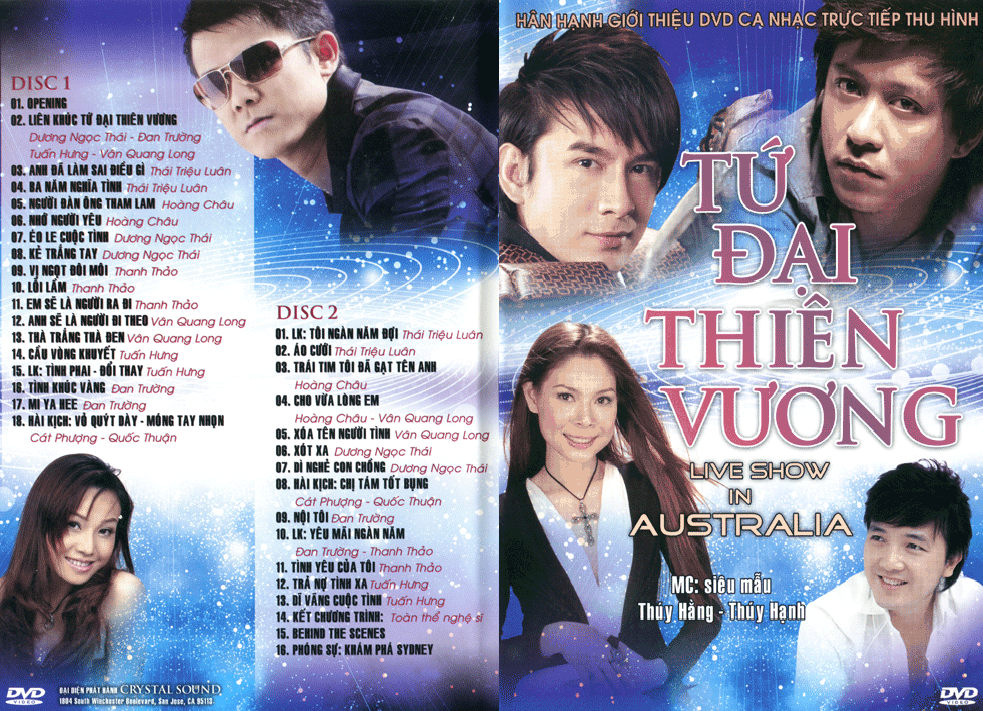 DISC 1
01. OPENING
02. LIÊN KHÚC TỨ ĐẠI THIÊN VƯƠNG
Dương Ngọc Thái - Đan Trường
Tuấn Hưng - Vân Quang Long
03. ANH ĐÃ LÀM SAI ĐIỀU GÌ Thái Triệu Luân
04. BA NĂM NGHĨA TÌNH Thái Triệu Luân
05. NGƯỜI ĐÀN ÔNG THAM LAM Hoàng Châu
06. NHỚ NGƯỜI YÊU Hoàng Châu
07. ÉO LE CUỘC TÌNH Dương Ngọc Thái
08. KẺ TRẮNG TAY Dương Ngọc Thái
09. VỊ NGỌT ĐÔI MÔI Thanh Thảo
10. LỖI LẦM Thanh Thảo
11. EM SẼ LÀ NGƯỜI RA ĐI Thanh Thảo
12. ANH SẼ LÀ NGƯỜI ĐI THEO Vân Quang Long
13. THÀ TRẮNG THÀ ĐEN Vân Quang Long
14. CẦU VÒNG KHUYẾT Tuấn Hưng
15. LK: TÌNH PHAI - ĐỔI THAY Tuấn Hưng
16. TÌNH KHÚC VÀNG Đan Trường
17. MI YA HEE Đan Trường
18. HÀI KỊCH: VỎ QUÝT DÀY - MÓNG TAY NHỌN
Cát Phượng - Quốc Thuận
DISC 2
01. LK: TÔI NGÀN NĂM ĐỢI Thái Triệu Luân
02. ÁO CƯỚI Thái Triệu Luân
03. TRÁI TIM TÔI ĐÃ GẠT TÊN ANH
Hoàng Châu
04. CHO VỪA LÒNG EM
Hoàng Châu - Vân Quang Long
05. XÓA TÊN NGƯỜI TÌNH Vân Quang Long
06. XÓT XA Dương Ngọc Thái
07. DÌ NGHẺ CON CHỒNG Dương Ngọc Thái
08. HÀI KỊCH: CHỊ TÁM TỐT BỤNG
Cát Phượng - Quốc Thuận
09. NỘI TÔI Đan Trường
10. LK: YÊU MÃI NGÀN NĂM
Đan Trường - Thanh Thảo
11. TÌNH YÊU CỦA TÔI Thanh Thảo
12. TRẢ NỢ TÌNH XA Tuấn Hưng
13. DĨ VÃNG CUỘC TÌNH Tuấn Hưng
14. KẾT CHƯƠNG TRÌNH: Toàn thể nghệ sĩ
15. BEHIND THE SCENES
16. PHÓNG SỰ: KHÁM PHÁ SYDNEY
DVD
VIDEO
ĐẠI DIỆN PHÁT HÀNH CRYSTAL SOUND
1804 South Winchester Boulevard, San Jose, CA 95113
HÂN HẠNH GIỚI THIỆU DVD CA NHẠC TRỰC TIẾP THU HÌNH
TỨ
ĐẠI
THIÊN
VƯƠNG
LIVE SHOW
IN
AUSTRALIA
MC: siêu mẫu
Thúy Hằng - Thúy Hạnh
DVD
VIDEO